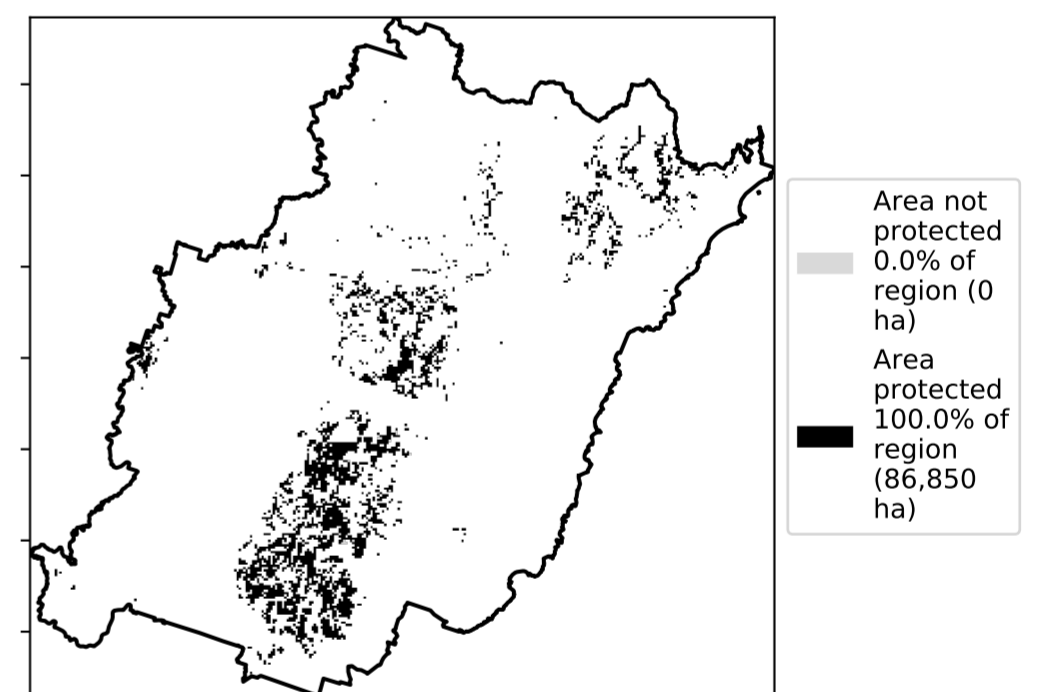 Area not
protected
0.0% of
region (0
ha)
Area
protected
100.0% of
region
(86,850
ha)